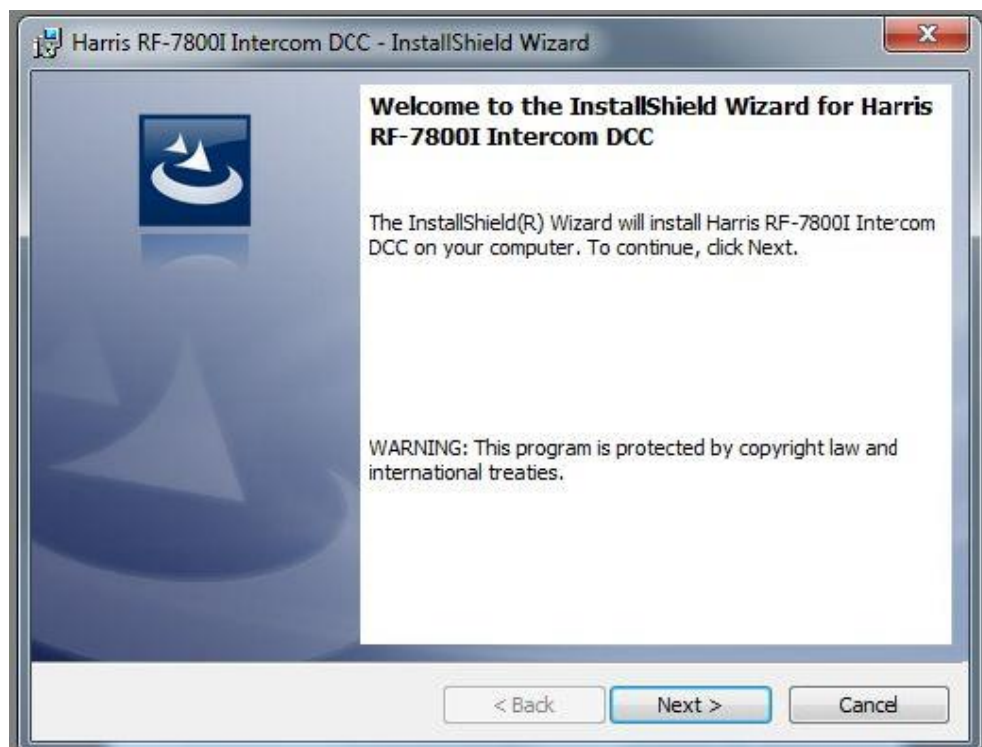 Harris RF-7800I Intercom DCC - InstallShield Wizard
Welcome to the InstallShield Wizard for Harris
RF-7800I Intercom DCC
The InstallShield(R) Wizard will install Harris RF-7800I Intercom
DCC on your computer. To continue, click Next.
WARNING: This program is protected by copyright law and
international treaties.
< Back
Next >
Cancel